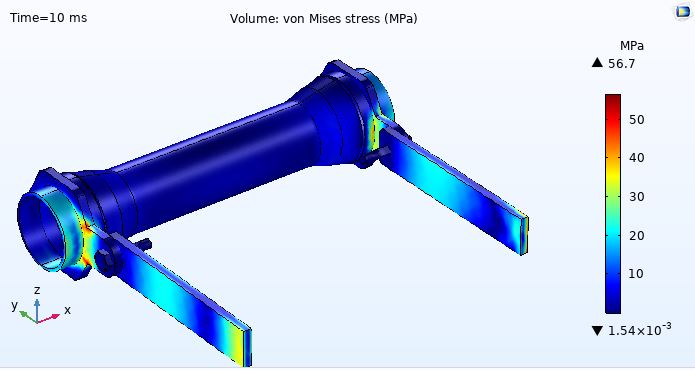 Time=10 ms
Volume: von Mises stress (MPa)
MPa
▲ 56.7
50
40
30
20
10
▼ 1.54×10⁻³
z
y
x